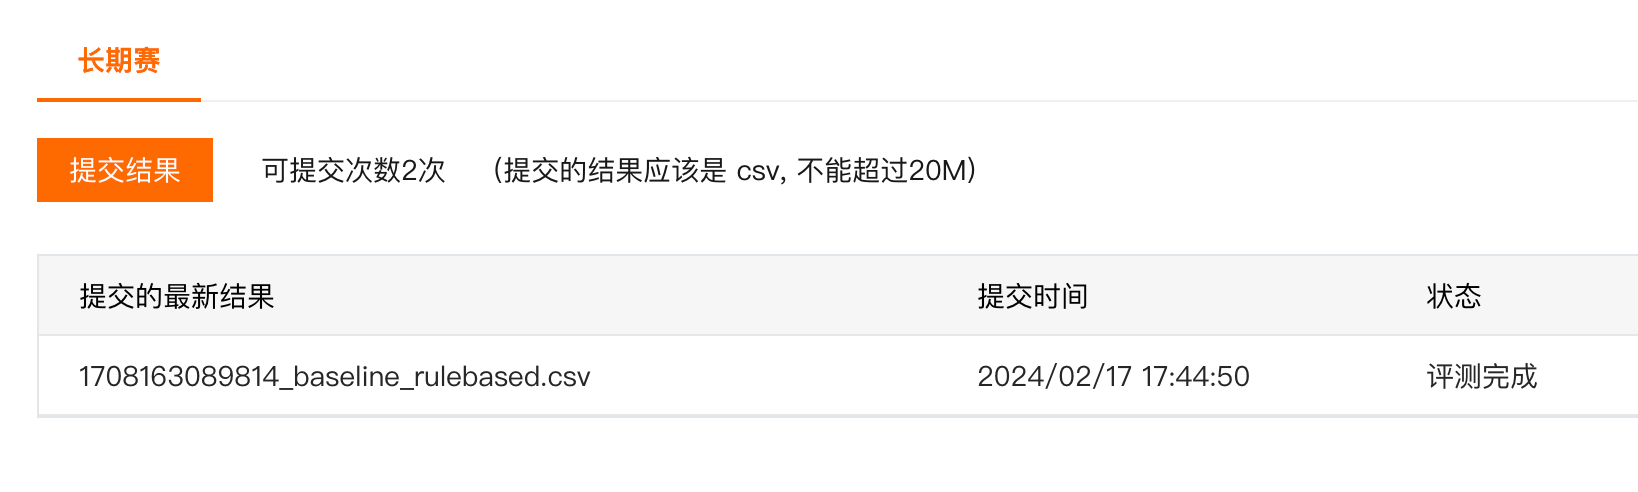 长期赛
提交结果 可提交次数2次 （提交的结果应该是 csv, 不能超过20M）
提交的最新结果 提交时间 状态
1708163089814_baseline_rulebased.csv 2024/02/17 17:44:50 评测完成